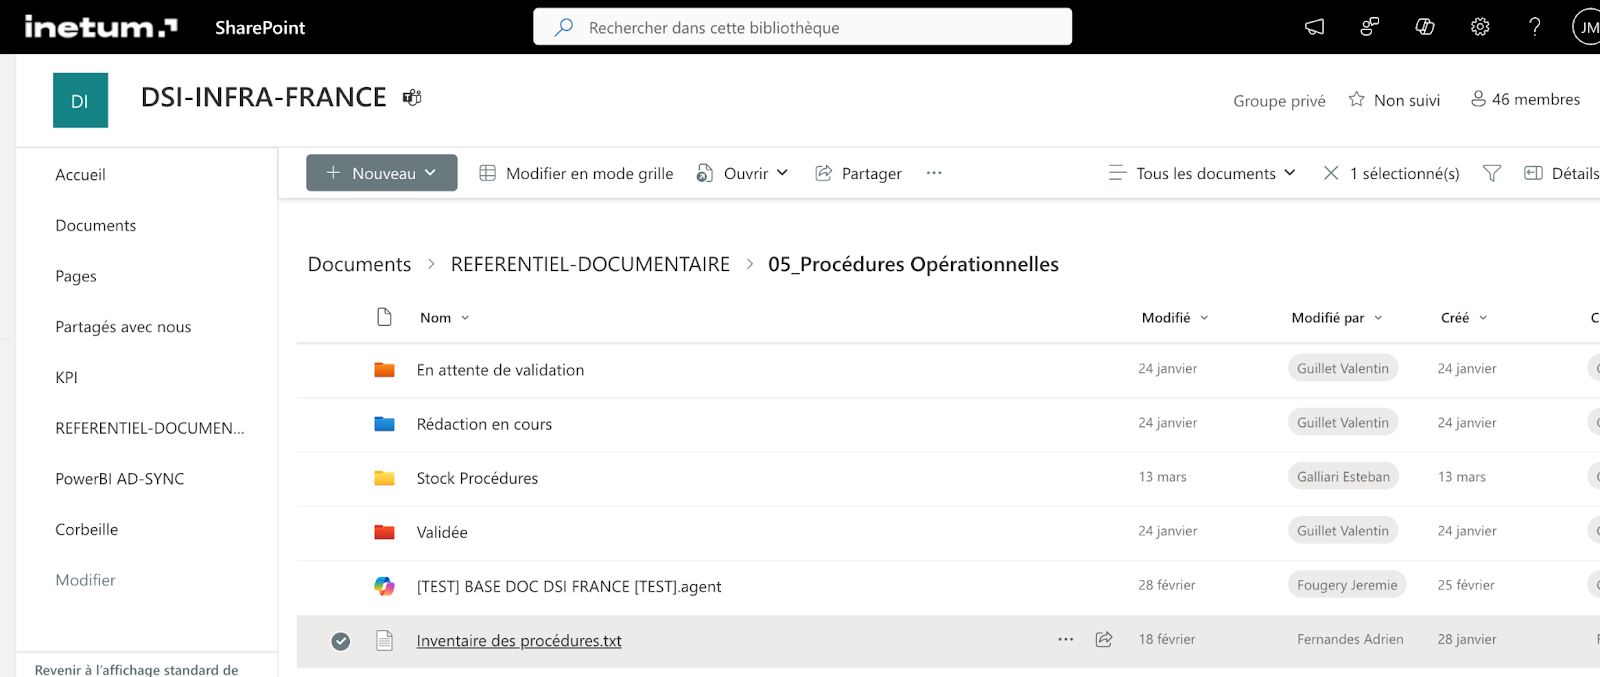 inetum. SharePoint Rechercher dans cette bibliothèque JM
DI DSI-INFRA-FRANCE Groupe privé Non suivi 46 membres
Accueil
Documents
Pages
Partagés avec nous
KPI
REFERENTIEL-DOCUMEN...
PowerBI AD-SYNC
Corbeille
Modifier
Revenir à l'affichage standard de
+ Nouveau Modifier en mode grille Ouvrir Partager ... Tous les documents 1 sélectionné(s) Détails
Documents > REFERENTIEL-DOCUMENTAIRE > 05_Procédures Opérationnelles
Nom Modifié Modifié par Créé C
En attente de validation 24 janvier Guillet Valentin 24 janvier
Rédaction en cours 24 janvier Guillet Valentin 24 janvier
Stock Procédures 13 mars Galliari Esteban 13 mars
Validée 24 janvier Guillet Valentin 24 janvier
[TEST] BASE DOC DSI FRANCE [TEST].agent 28 février Fougery Jeremie 25 février
Inventaire des procédures.txt ... 18 février Fernandes Adrien 28 janvier